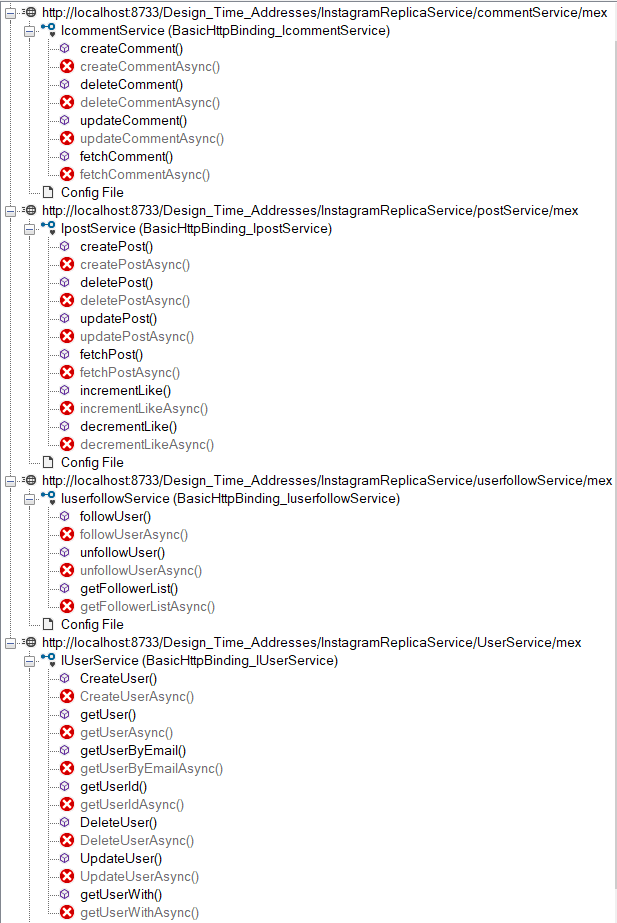 http://localhost:8733/Design_Time_Addresses/InstagramReplicaService/commentService/mex
IcommentService (BasicHttpBinding_IcommentService)
createComment()
createCommentAsync()
deleteComment()
deleteCommentAsync()
updateComment()
updateCommentAsync()
fetchComment()
fetchCommentAsync()
Config File
http://localhost:8733/Design_Time_Addresses/InstagramReplicaService/postService/mex
IpostService (BasicHttpBinding_IpostService)
createPost()
createPostAsync()
deletePost()
deletePostAsync()
updatePost()
updatePostAsync()
fetchPost()
fetchPostAsync()
incrementLike()
incrementLikeAsync()
decrementLike()
decrementLikeAsync()
Config File
http://localhost:8733/Design_Time_Addresses/InstagramReplicaService/userfollowService/mex
IuserfollowService (BasicHttpBinding_IuserfollowService)
followUser()
followUserAsync()
unfollowUser()
unfollowUserAsync()
getFollowerList()
getFollowerListAsync()
Config File
http://localhost:8733/Design_Time_Addresses/InstagramReplicaService/UserService/mex
IUserService (BasicHttpBinding_IUserService)
CreateUser()
CreateUserAsync()
getUser()
getUserAsync()
getUserByEmail()
getUserByEmailAsync()
getUserId()
getUserIdAsync()
DeleteUser()
DeleteUserAsync()
UpdateUser()
UpdateUserAsync()
getUserWith()
getUserWithAsync()